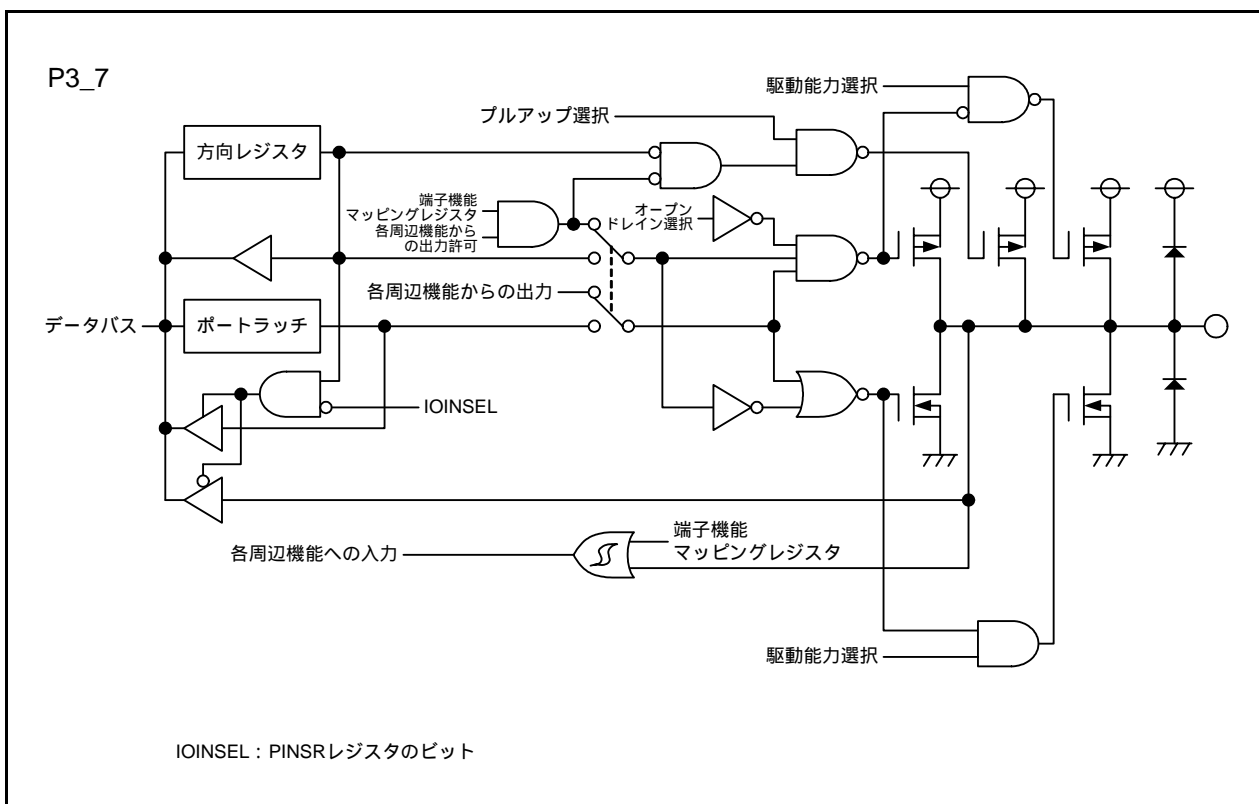 P3_7
駆動能力選択
プルアップ選択
方向レジスタ
端子機能
マッピングレジスタ
各周辺機能から
の出力許可
オープン
ドレイン選択
各周辺機能からの出力
データバス
ポートラッチ
IOINSEL
端子機能
マッピングレジスタ
各周辺機能への入力
駆動能力選択
IOINSEL : PINSRレジスタのビット